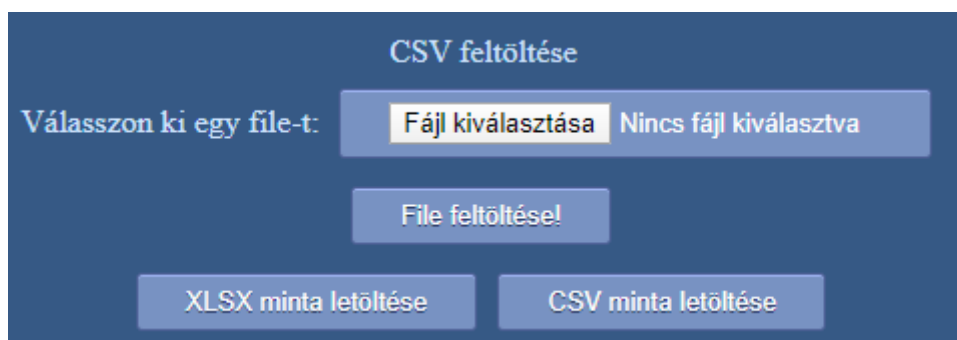 CSV feltöltése
Válasszon ki egy file-t: Fájl kiválasztása Nincs fájl kiválasztva
File feltöltése!
XLSX minta letöltése CSV minta letöltése